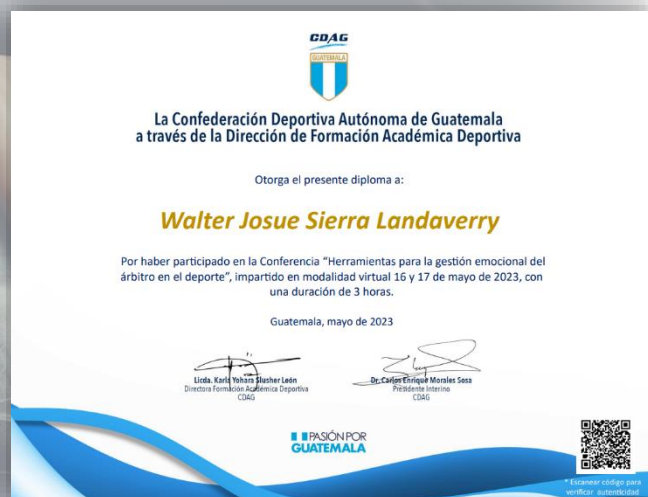 CDAG
GUATEMALA
La Confederación Deportiva Autónoma de Guatemala
a través de la Dirección de Formación Académica Deportiva
Otorga el presente diploma a:
Walter Josue Sierra Landaverry
Por haber participado en la Conferencia “Herramientas para la gestión emocional del
árbitro en el deporte”, impartido en modalidad virtual 16 y 17 de mayo de 2023, con
una duración de 3 horas.
Guatemala, mayo de 2023
Licda. Karla Yohara Slusher León
Directora Formación Académica Deportiva
CDAG
Dr. Carlos Enrique Morales Sosa
Presidente Interino
CDAG
PASIÓN POR
GUATEMALA
* Escanear código para
verificar autenticidad